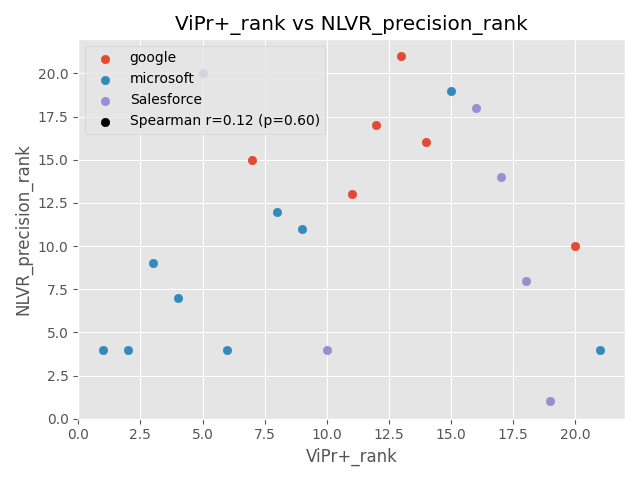 ViPr+_rank vs NLVR_precision_rank
google
microsoft
Salesforce
Spearman r=0.12 (p=0.60)
NLVR_precision_rank
20.0
17.5
15.0
12.5
10.0
7.5
5.0
2.5
0.0
0.0 2.5 5.0 7.5 10.0 12.5 15.0 17.5 20.0
ViPr+_rank